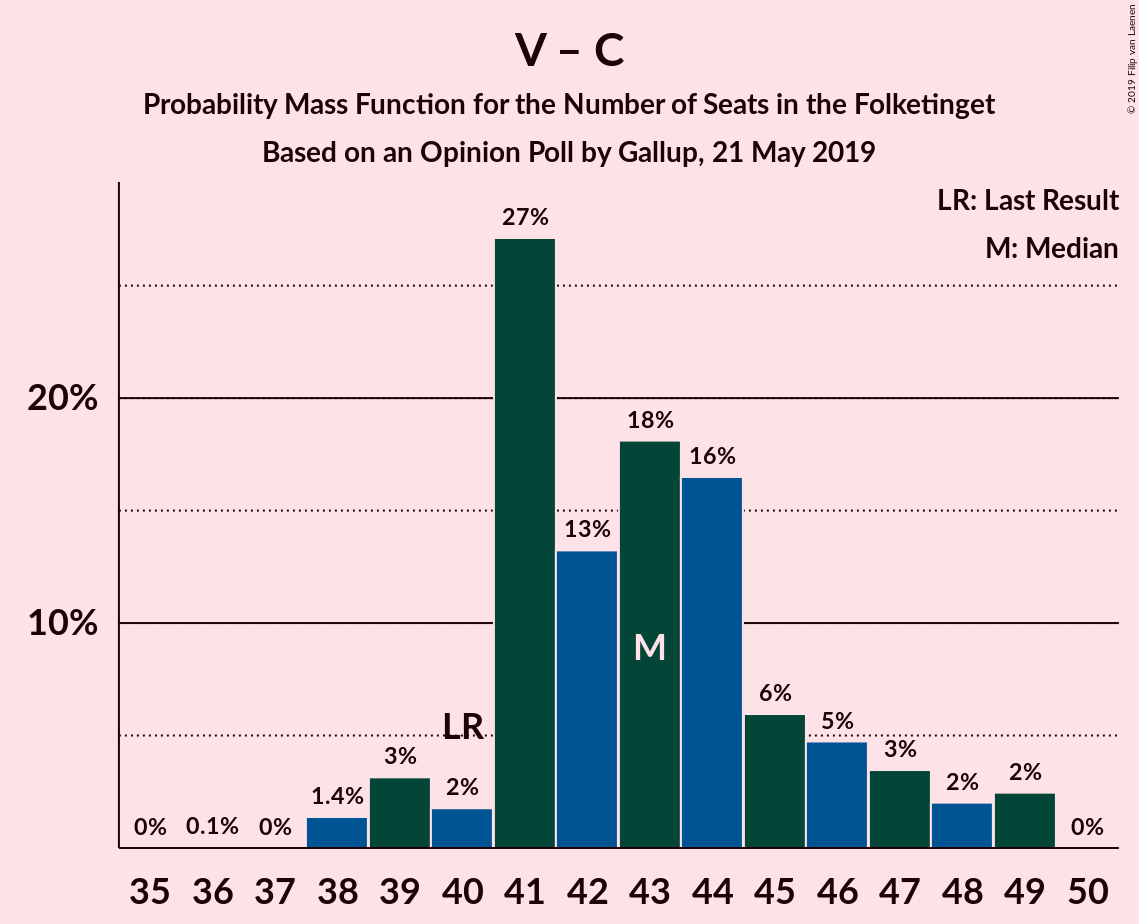 V – C
Probability Mass Function for the Number of Seats in the Folketinget
Based on an Opinion Poll by Gallup, 21 May 2019
© 2019 Filip van Laenen
LR: Last Result
M: Median
27%
20%
18%
16%
13%
10%
M
LR
6%
5%
3%
3%
2%
2%
2%
1.4%
0%
0.1%
0%
0%
35 36 37 38 39 40 41 42 43 44 45 46 47 48 49 50